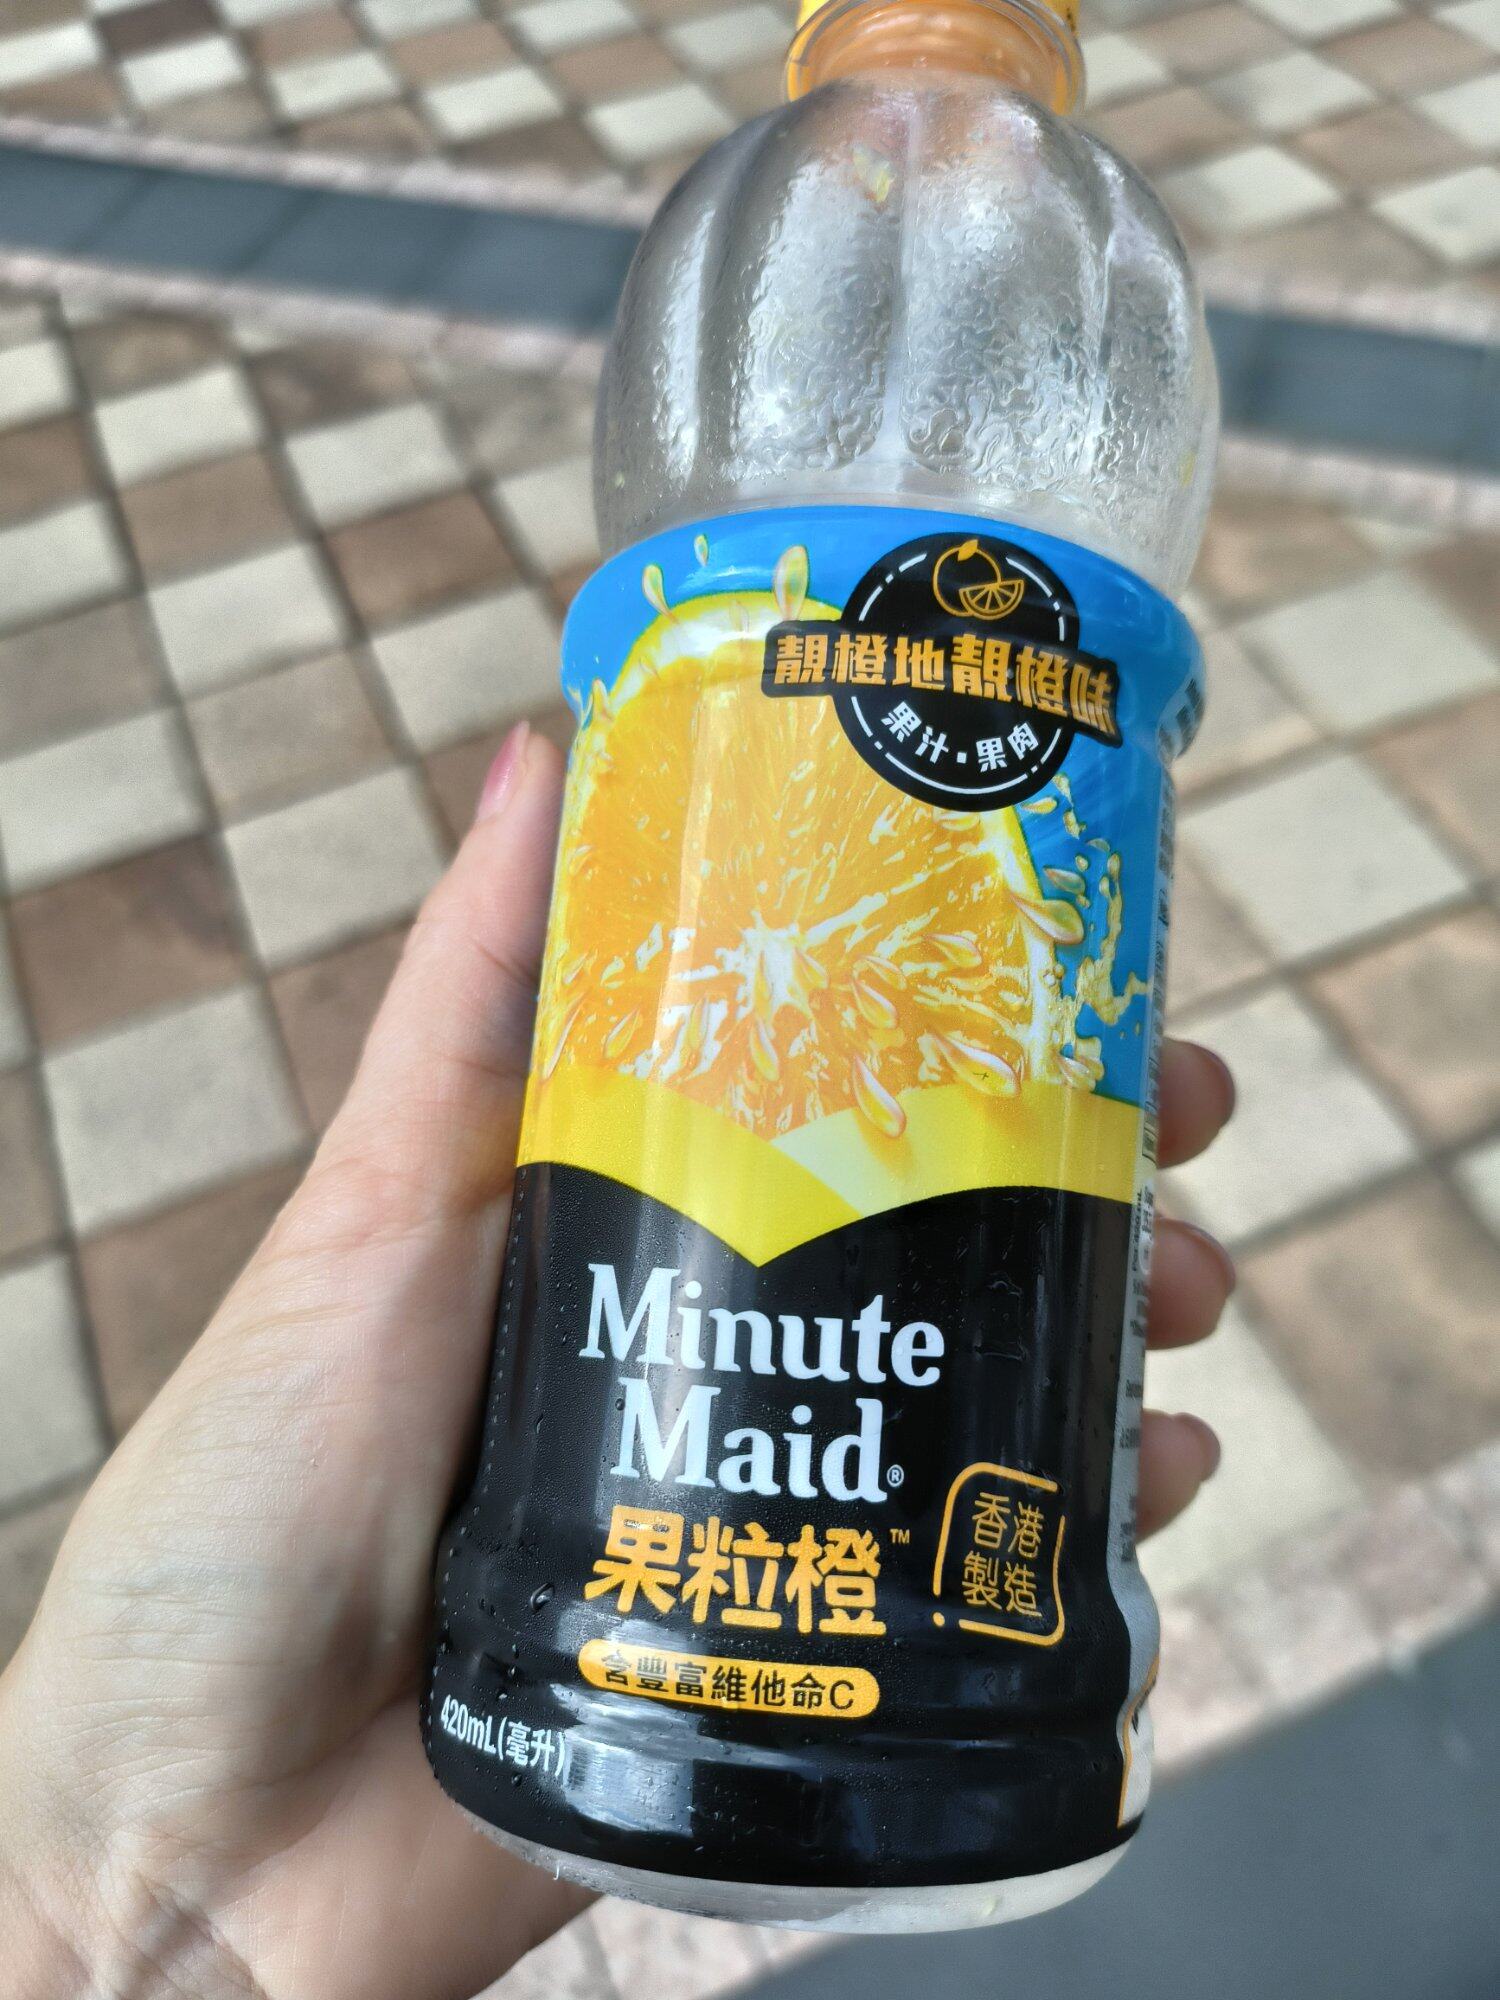 靚橙地靚橙味
果汁·果肉
Minute
Maid®
果粒橙™
香港
製造
含豐富維他命C
420mL(毫升)